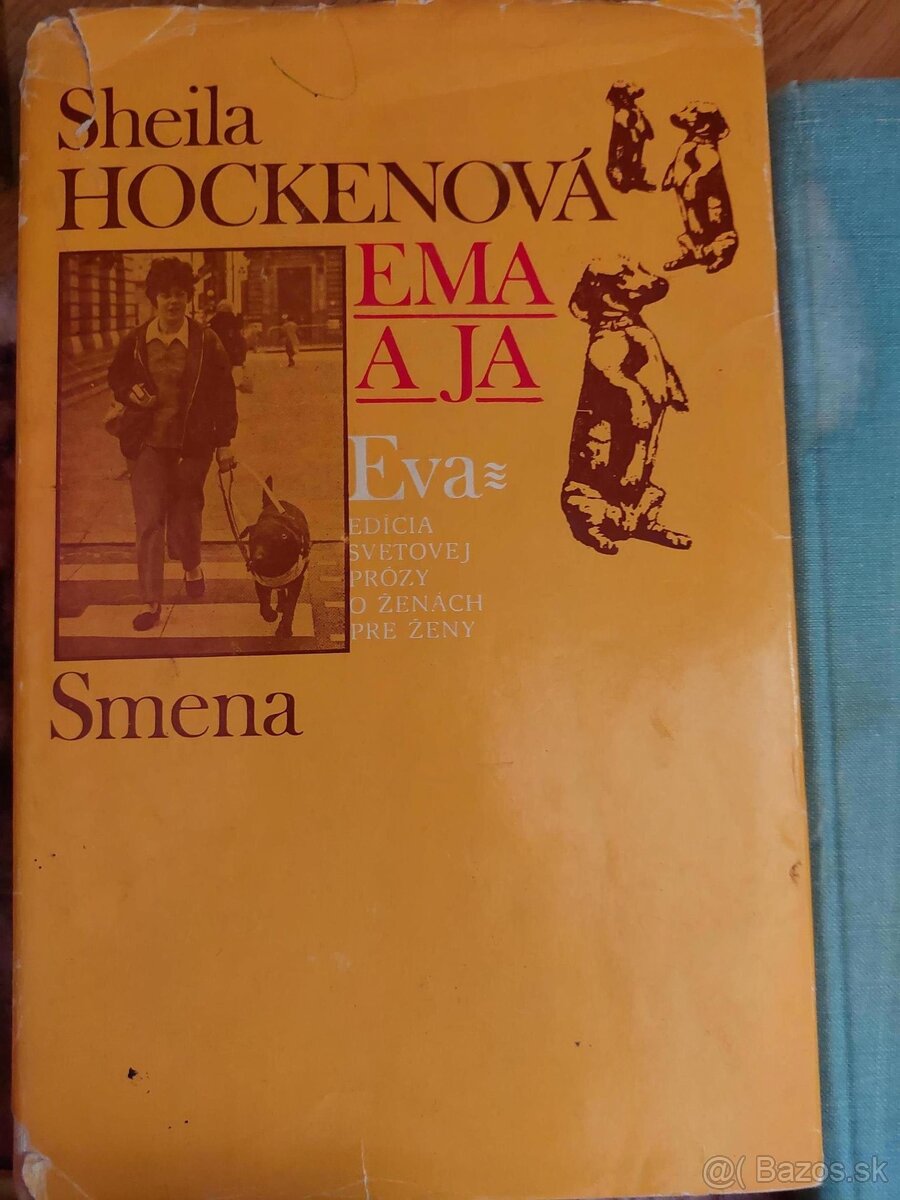 Sheila
HOCKENOVÁ
EMA
A JA
Eva
EDÍCIA
SVETOVEJ
PRÓZY
O ŽENÁCH
PRE ŽENY
Smena
@( Bazos.sk